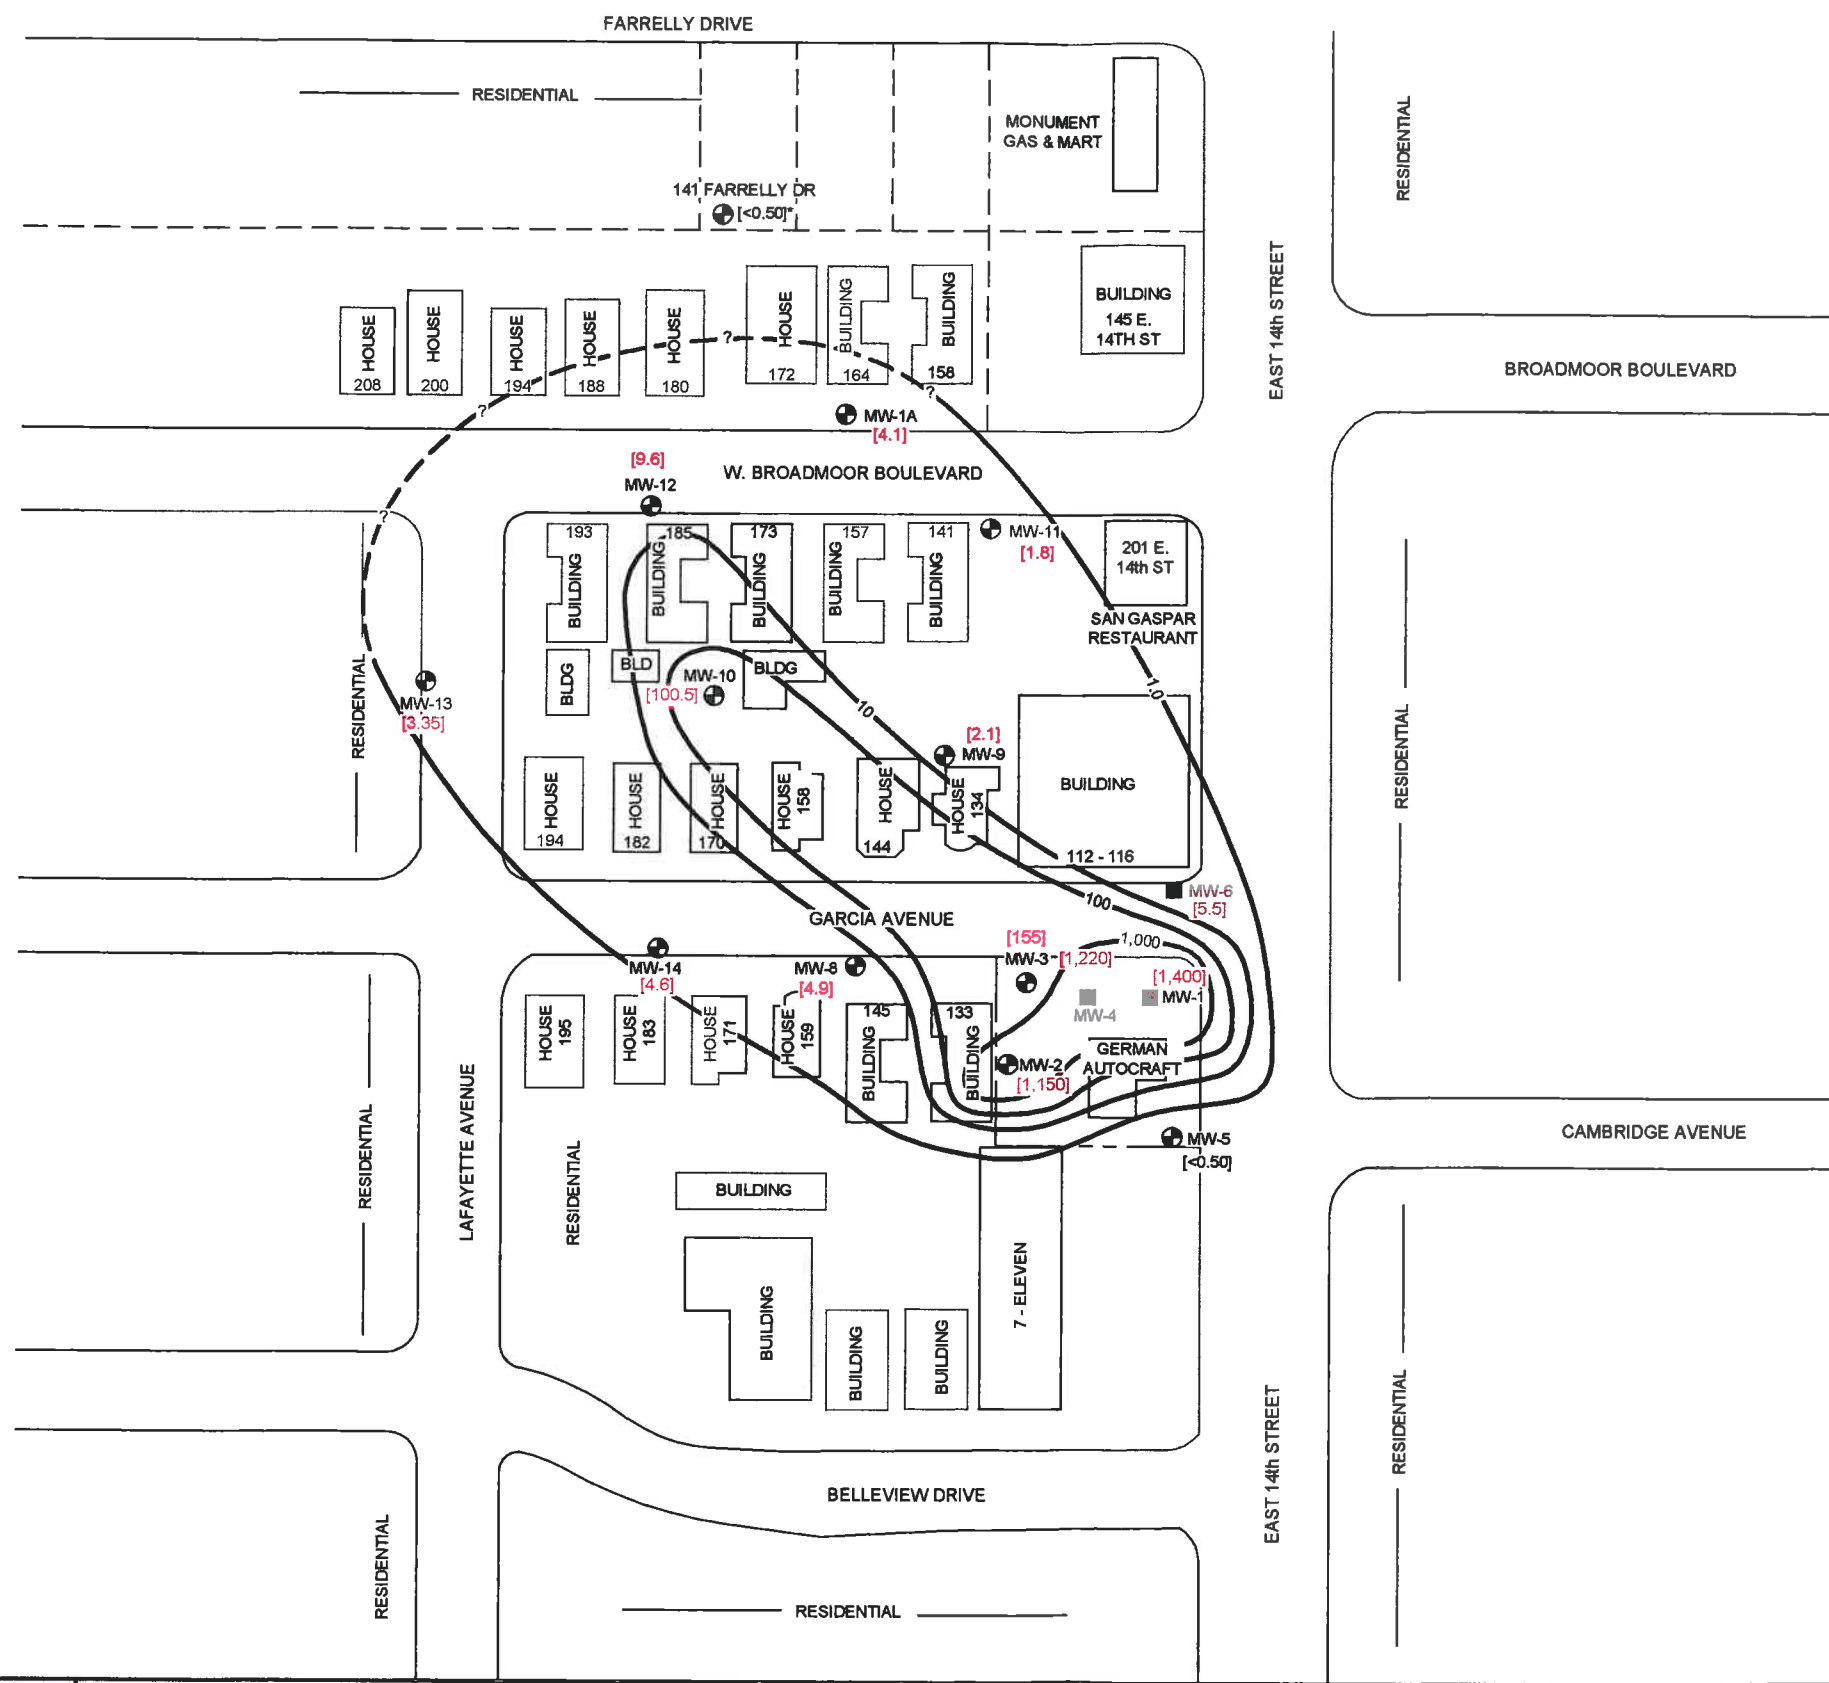 FARRELLY DRIVE
RESIDENTIAL
MONUMENT
GAS & MART
RESIDENTIAL
141 FARRELLY DR
[<0.50]*
HOUSE
208
HOUSE
200
HOUSE
194
HOUSE
188
HOUSE
180
HOUSE
172
BUILDING
164
BUILDING
158
BUILDING
145 E.
14TH ST
EAST 14th STREET
BROADMOOR BOULEVARD
?
?
?
?
MW-1A
[4.1]
W. BROADMOOR BOULEVARD
[9.6]
MW-12
193
BUILDING
185
BUILDING
173
BUILDING
157
BUILDING
141
BUILDING
MW-11
[1.8]
201 E.
14th ST
SAN GASPAR
RESTAURANT
BLDG
BLD
MW-10
[100.5]
BLDG
10
1.0
RESIDENTIAL
MW-13
[3.35]
[2.1]
MW-9
BUILDING
112 - 116
RESIDENTIAL
HOUSE
194
HOUSE
182
HOUSE
170
HOUSE
158
HOUSE
144
HOUSE
134
100
MW-6
[5.5]
GARCIA AVENUE
MW-14
[4.6]
MW-8
[4.9]
[155]
MW-3
[1,220]
1,000
[1,400]
MW-1
MW-4
HOUSE
195
HOUSE
183
HOUSE
171
HOUSE
159
145
BUILDING
133
BUILDING
MW-2
[1,150]
GERMAN
AUTOCRAFT
MW-5
[<0.50]
CAMBRIDGE AVENUE
RESIDENTIAL
LAFAYETTE AVENUE
RESIDENTIAL
BUILDING
BUILDING
BUILDING
BUILDING
7 - ELEVEN
EAST 14th STREET
RESIDENTIAL
BELLEVIEW DRIVE
RESIDENTIAL
RESIDENTIAL